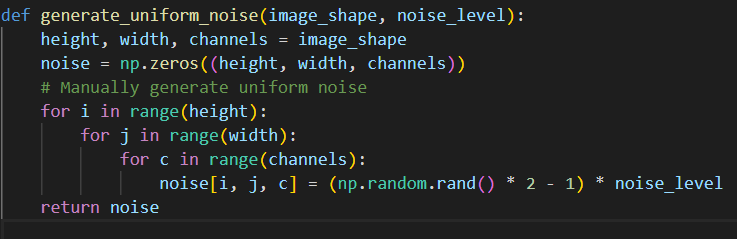 def generate_uniform_noise(image_shape, noise_level):
    height, width, channels = image_shape
    noise = np.zeros((height, width, channels))
    # Manually generate uniform noise
    for i in range(height):
        for j in range(width):
            for c in range(channels):
                noise[i, j, c] = (np.random.rand() * 2 - 1) * noise_level
    return noise